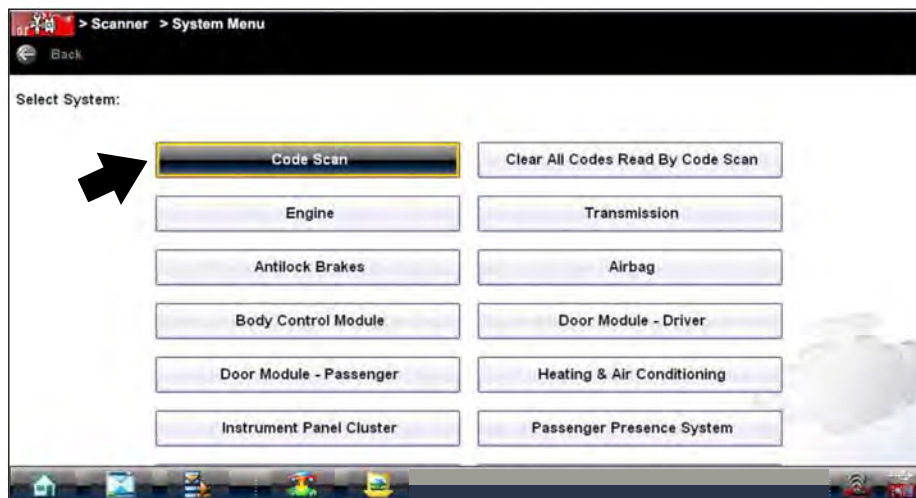 > Scanner > System Menu
Back
Select System:
Code Scan
Clear All Codes Read By Code Scan
Engine
Transmission
Antilock Brakes
Airbag
Body Control Module
Door Module - Driver
Door Module - Passenger
Heating & Air Conditioning
Instrument Panel Cluster
Passenger Presence System